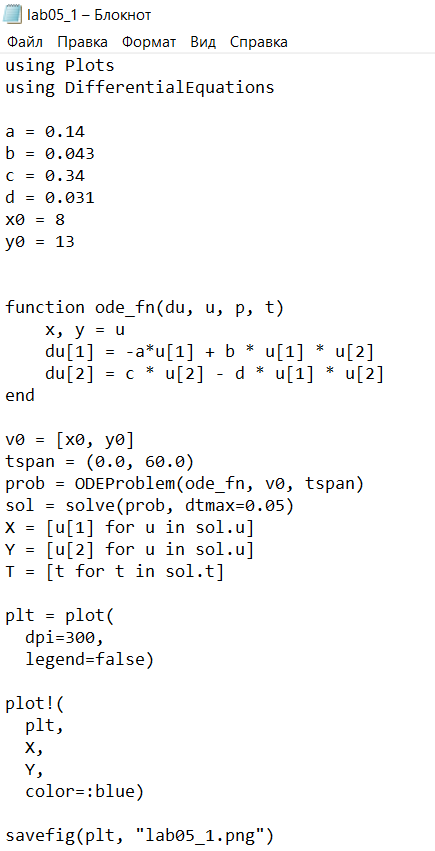 lab05_1 – Блокнот
Файл Правка Формат Вид Справка
using Plots
using DifferentialEquations

a = 0.14
b = 0.043
c = 0.34
d = 0.031
x0 = 8
y0 = 13

function ode_fn(du, u, p, t)
    x, y = u
    du[1] = -a*u[1] + b * u[1] * u[2]
    du[2] = c * u[2] - d * u[1] * u[2]
end

v0 = [x0, y0]
tspan = (0.0, 60.0)
prob = ODEProblem(ode_fn, v0, tspan)
sol = solve(prob, dtmax=0.05)
X = [u[1] for u in sol.u]
Y = [u[2] for u in sol.u]
T = [t for t in sol.t]

plt = plot(
  dpi=300,
  legend=false)

plot!(
  plt,
  X,
  Y,
  color=:blue)

savefig(plt, "lab05_1.png")